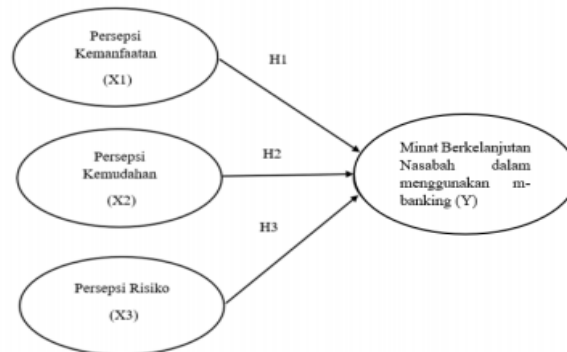 Persepsi
Kemanfaatan
(X1)
H1
Persepsi
Kemudahan
(X2)
H2
Minat Berkelanjutan
Nasabah dalam
menggunakan m-
banking (Y)
H3
Persepsi Risiko
(X3)